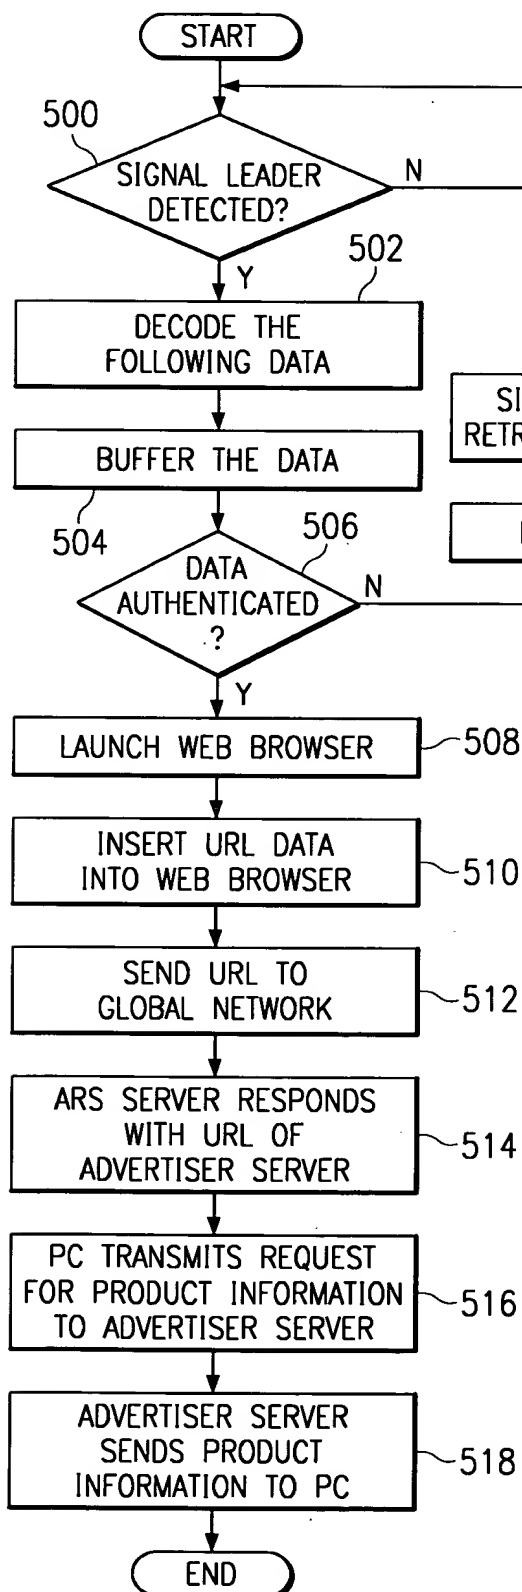 START
500
SIGNAL LEADER
DETECTED?
N
Y
502
DECODE THE
FOLLOWING DATA
BUFFER THE DATA
504
506
DATA
AUTHENTICATED
?
N
Y
LAUNCH WEB BROWSER
508
INSERT URL DATA
INTO WEB BROWSER
510
SEND URL TO
GLOBAL NETWORK
512
ARS SERVER RESPONDS
WITH URL OF
ADVERTISER SERVER
514
PC TRANSMITS REQUEST
FOR PRODUCT INFORMATION
TO ADVERTISER SERVER
516
ADVERTISER SERVER
SENDS PRODUCT
INFORMATION TO PC
518
END